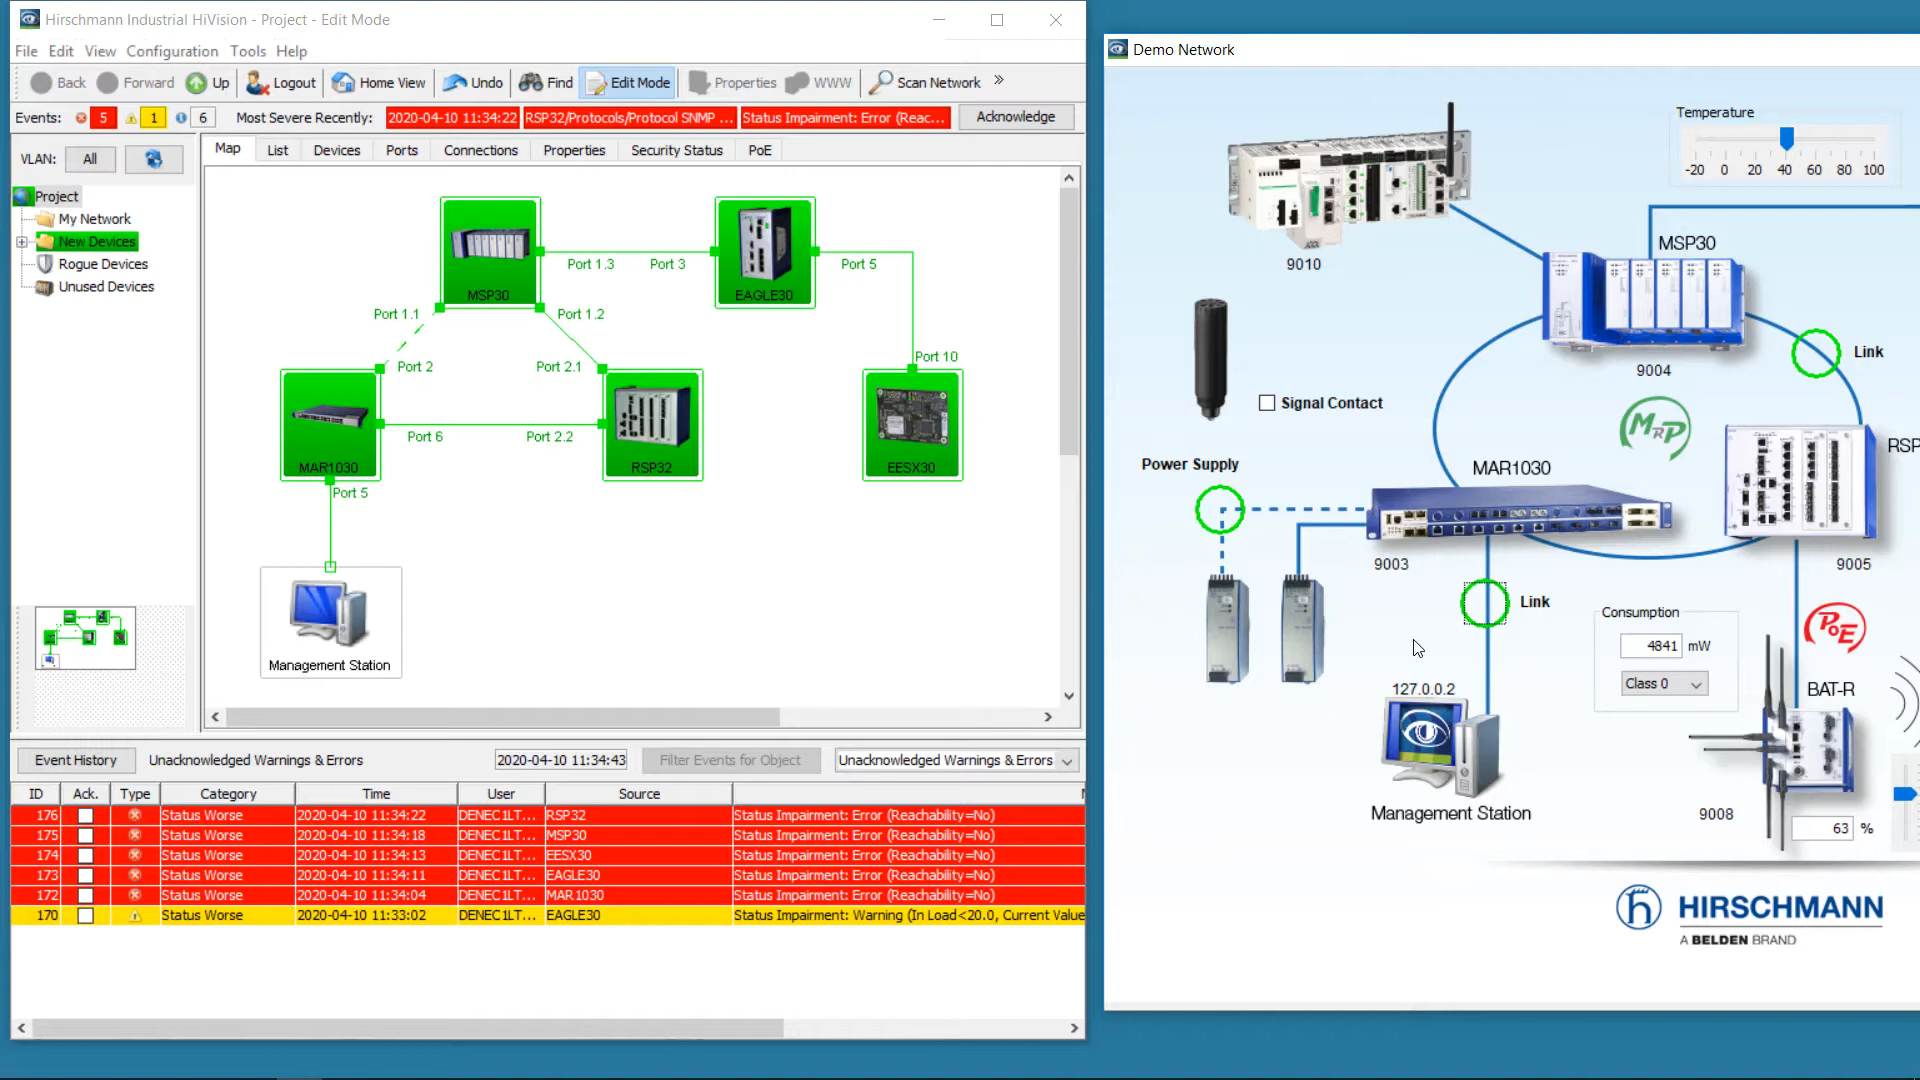 Hirschmann Industrial HiVision - Project - Edit Mode
File Edit View Configuration Tools Help
Back Forward Up Logout Home View Undo Find Edit Mode Properties WWW Scan Network »
Events: 5 1 6 Most Severe Recently: 2020-04-10 11:34:22 RSP32/Protocols/Protocol SNMP ... Status Impairment: Error (Reac... Acknowledge
VLAN: All
Map List Devices Ports Connections Properties Security Status PoE
Project
My Network
New Devices
Rogue Devices
Unused Devices
MSP30
EAGLE30
Port 1.3
Port 3
Port 5
Port 1.1
Port 1.2
Port 2
Port 2.1
Port 10
MAR1030
RSP32
EESX30
Port 6
Port 2.2
Port 5
Management Station
Event History Unacknowledged Warnings & Errors 2020-04-10 11:34:43 Filter Events for Object Unacknowledged Warnings & Errors
ID Ack. Type Category Time User Source
176 Status Worse 2020-04-10 11:34:22 DENEC1LT... RSP32 Status Impairment: Error (Reachability=No)
175 Status Worse 2020-04-10 11:34:18 DENEC1LT... MSP30 Status Impairment: Error (Reachability=No)
174 Status Worse 2020-04-10 11:34:13 DENEC1LT... EESX30 Status Impairment: Error (Reachability=No)
173 Status Worse 2020-04-10 11:34:11 DENEC1LT... EAGLE30 Status Impairment: Error (Reachability=No)
172 Status Worse 2020-04-10 11:34:04 DENEC1LT... MAR1030 Status Impairment: Error (Reachability=No)
170 Status Worse 2020-04-10 11:33:02 DENEC1LT... EAGLE30 Status Impairment: Warning (In Load<20.0, Current Value
Demo Network
Temperature
-20 0 20 40 60 80 100
9010
MSP30
9004
Link
Signal Contact
MRP
Power Supply
MAR1030
RSP
9003
9005
Link
Consumption
4841 mW
Class 0
PoE
127.0.0.2
BAT-R
Management Station
9008
63 %
HIRSCHMANN
A BELDEN BRAND